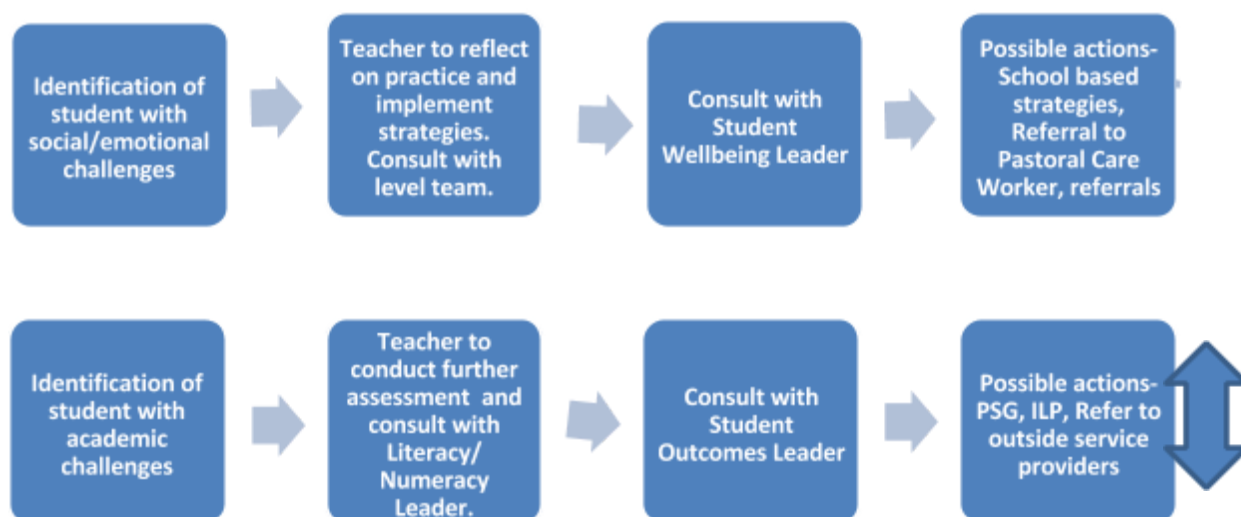 Identification of
student with
social/emotional
challenges
Teacher to reflect
on practice and
implement
strategies.
Consult with
level team.
Consult with
Student
Wellbeing Leader
Possible actions-
School based
strategies,
Referral to
Pastoral Care
Worker, referrals
Identification of
student with
academic
challenges
Teacher to
conduct further
assessment and
consult with
Literacy/
Numeracy
Leader.
Consult with
Student
Outcomes Leader
Possible actions-
PSG, ILP, Refer to
outside service
providers